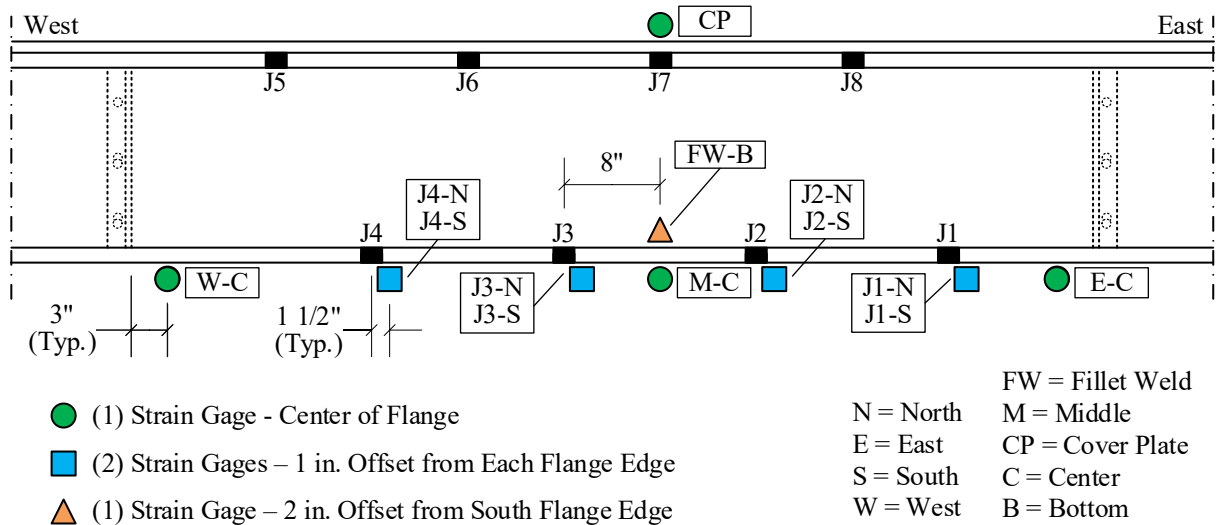 West
CP
East
J5
J6
J7
J8
8"
FW-B
J4-N
J4-S
J2-N
J2-S
J4
J3
J2
J1
W-C
J3-N
J3-S
M-C
J1-N
J1-S
E-C
3"
(Typ.)
1 1/2"
(Typ.)
(1) Strain Gage - Center of Flange
(2) Strain Gages – 1 in. Offset from Each Flange Edge
(1) Strain Gage – 2 in. Offset from South Flange Edge
N = North
E = East
S = South
W = West
FW = Fillet Weld
M = Middle
CP = Cover Plate
C = Center
B = Bottom